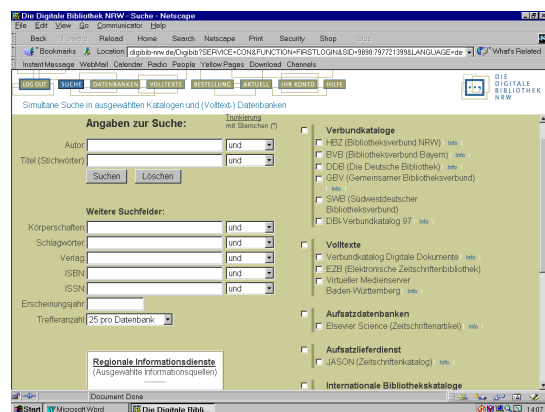 Die Digitale Bibliothek NRW - Suche - Netscape
File Edit View Go Communicator Help
Back Forward Reload Home Search Netscape Print Security Shop Stop
Bookmarks Location: digibib-nrw.de/Digibib?SERVICE=CON&FUNCTION=FIRSTLOGIN&SID=9898:797721399&LANGUAGE=de What's Related
Instant Message WebMail Calendar Radio People Yellow Pages Download Channels
LOG OUT SUCHE DATENBANKEN VOLLTEXTE BESTELLUNG AKTUELL IHR KONTO HILFE
DIE
DIGITALE
BIBLIOTHEK
NRW
Simultane Suche in ausgewählten Katalogen und (Volltext-) Datenbanken
Angaben zur Suche:
Trunkierung
mit Sternchen (*)
Autor: und
Titel (Stichwörter): und
Suchen Löschen
Weitere Suchfelder:
Körperschaften: und
Schlagwörter: und
Verlag: und
ISBN und
ISSN und
Erscheinungsjahr:
Trefferanzahl: 25 pro Datenbank
Regionale Informationsdienste
(Ausgewählte Informationsquellen)
Verbundkataloge
HBZ (Bibliotheksverbund NRW) | Info |
BVB (Bibliotheksverbund Bayern) | Info |
DDB (Die Deutsche Bibliothek) | Info |
GBV (Gemeinsamer Bibliotheksverbund)
| Info |
SWB (Südwestdeutscher
Bibliotheksverbund)
DBI-Verbundkatalog 97 | Info |
Volltexte
Verbundkatalog Digitale Dokumente | Info |
EZB (Elektronische Zeitschriftenbibliothek)
Virtueller Medienserver
Baden-Württemberg | Info |
Aufsatzdatenbanken
Elsevier Science (Zeitschriftenartikel) | Info |
Aufsatzlieferdienst
JASON (Zeitschriftenkatalog) | Info |
Internationale Bibliothekskataloge
Document Done
Start Microsoft Word Die Digitale Bibli... 14:07